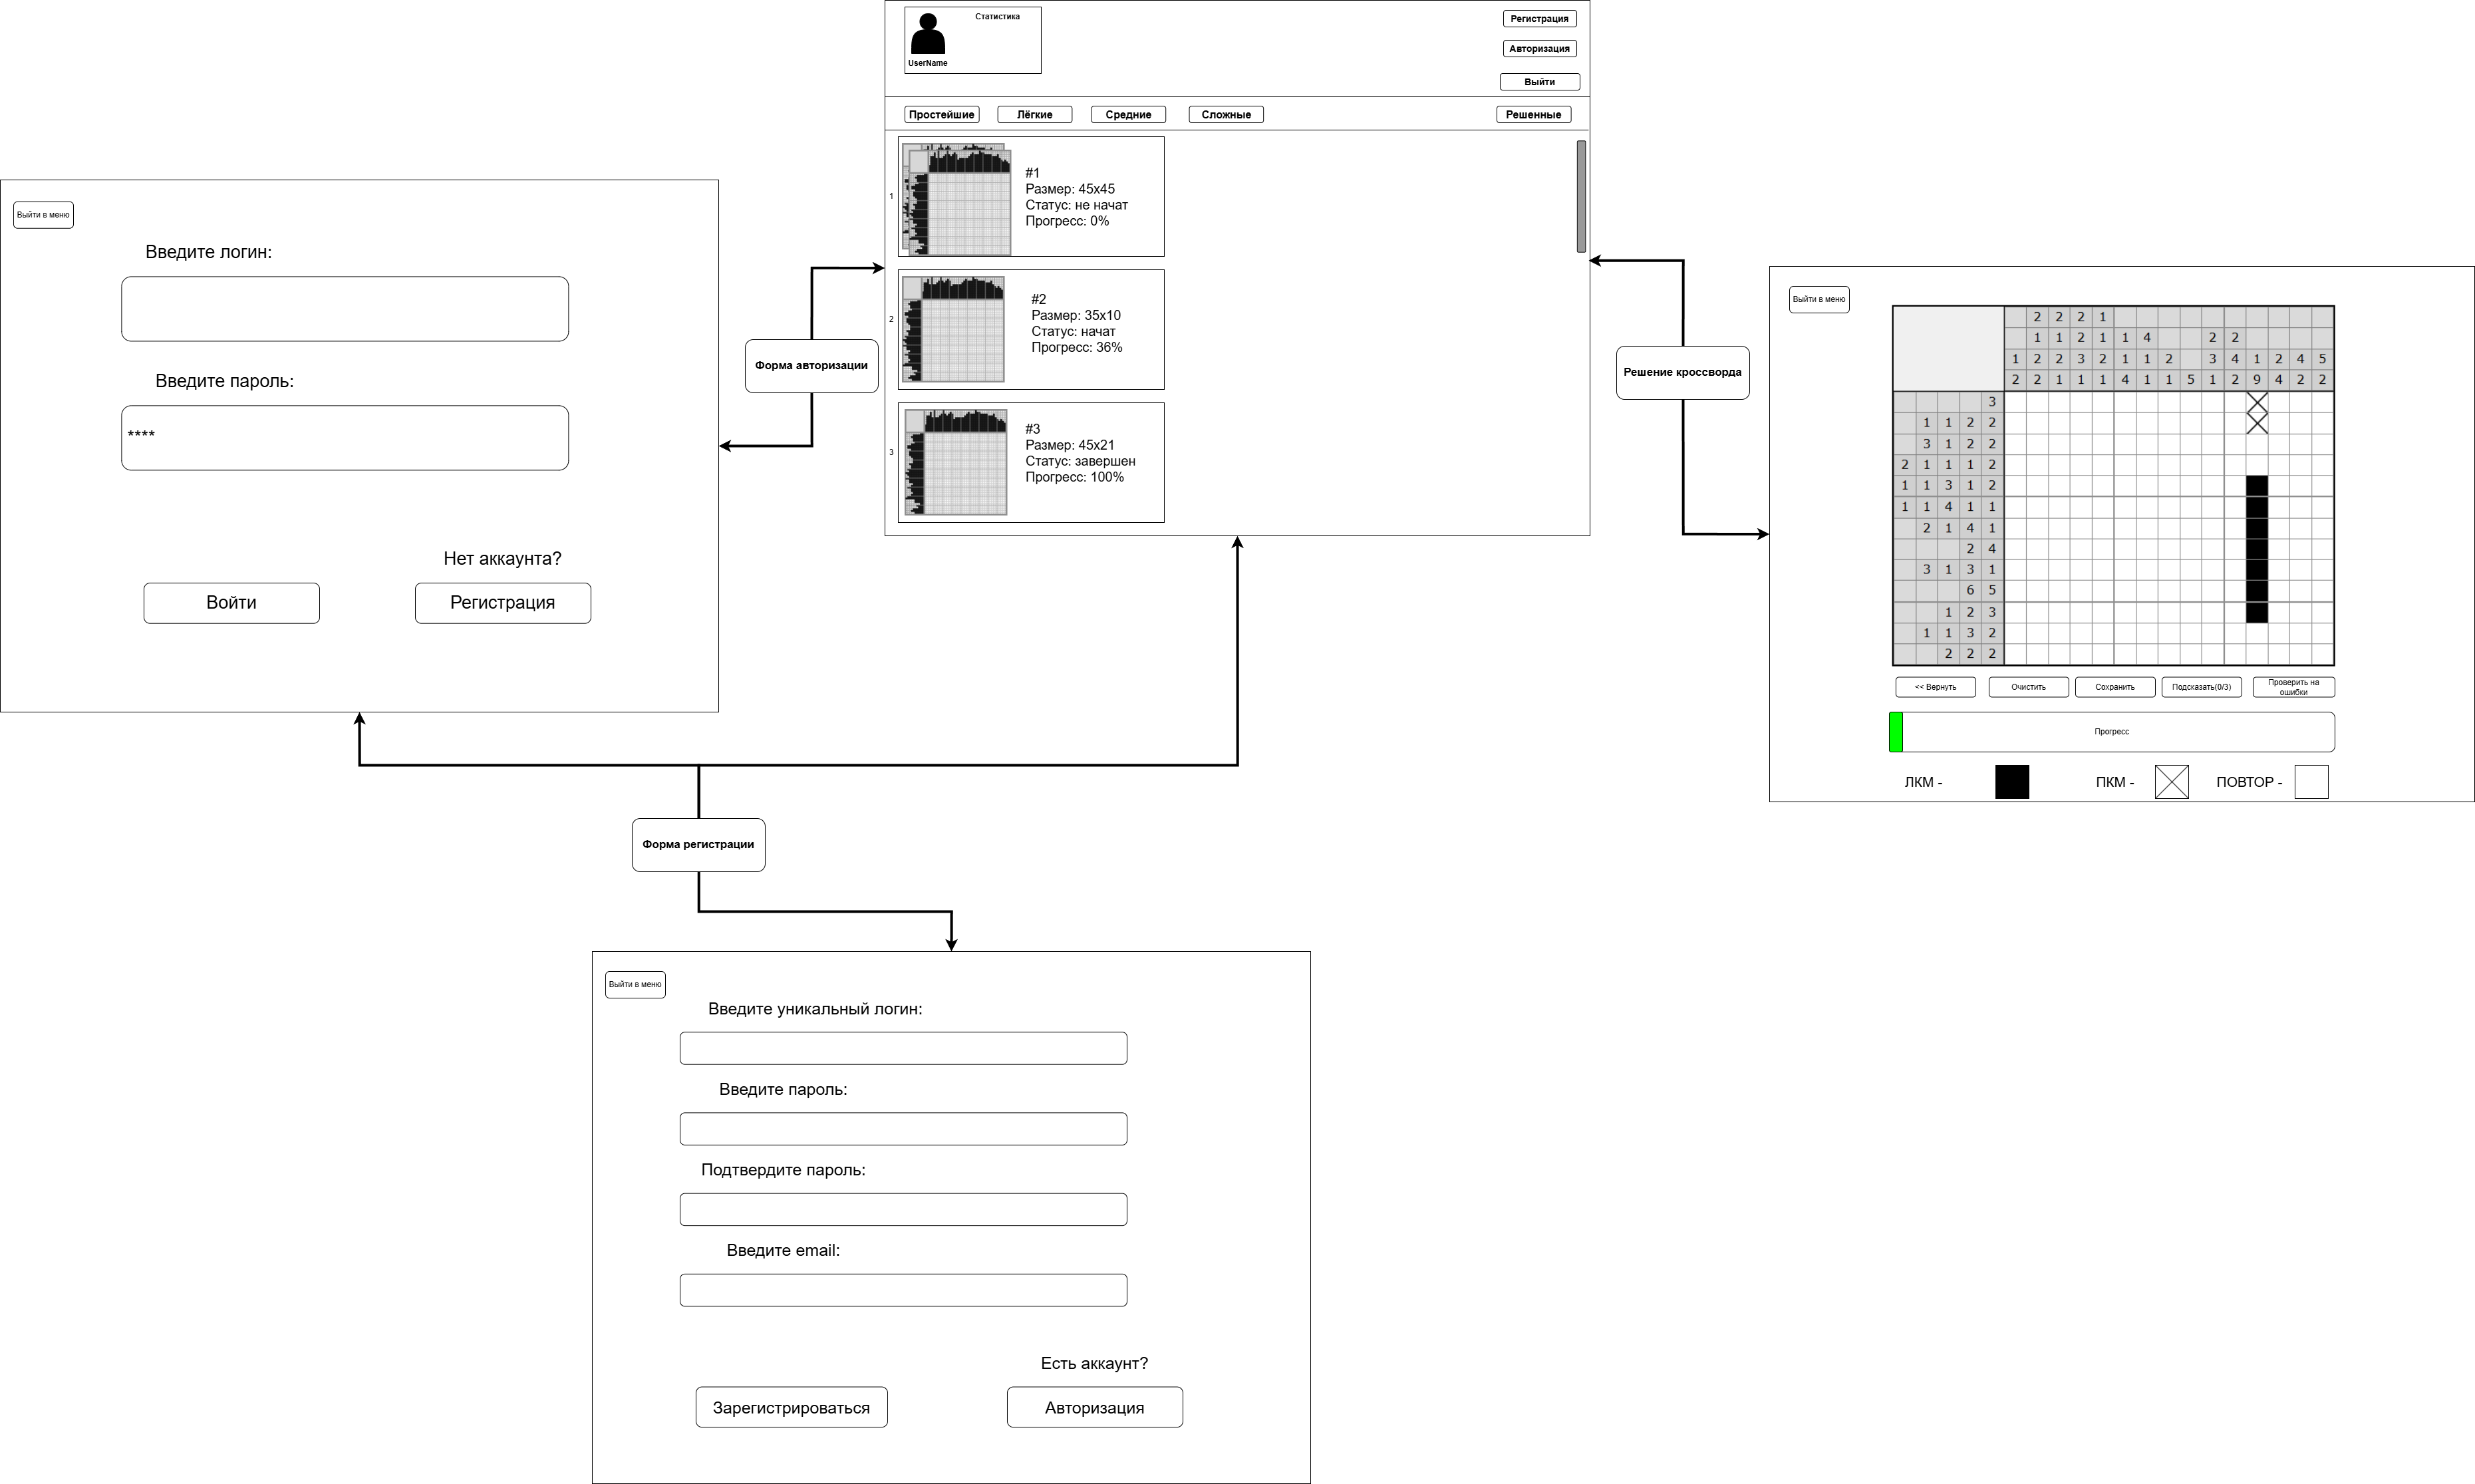 Статистика
UserName
Регистрация
Авторизация
Выйти
Простейшие
Лёгкие
Средние
Сложные
Решенные
1
#1
Размер: 45x45
Статус: не начат
Прогресс: 0%
2
#2
Размер: 35x10
Статус: начат
Прогресс: 36%
3
#3
Размер: 45x21
Статус: завершен
Прогресс: 100%
Выйти в меню
Введите логин:
Введите пароль:
****
Нет аккаунта?
Войти
Регистрация
Форма авторизации
Решение кроссворда
Выйти в меню
2 2 2 1
1 1 2 1 1 4 2 2
1 2 2 3 2 1 1 2 3 4 1 2 4 5
2 2 1 1 1 4 1 1 5 1 2 9 4 2 2
3
1 1 2 2
3 1 2 2
2 1 1 1 2
1 1 3 1 2
1 1 4 1 1
2 1 4 1
2 4
3 1 3 1
6 5
1 2 3
1 1 3 2
2 2 2
<< Вернуть
Очистить
Сохранить
Подсказать(0/3)
Проверить на
ошибки
Прогресс
ЛКМ -
ПКМ -
ПОВТОР -
Форма регистрации
Выйти в меню
Введите уникальный логин:
Введите пароль:
Подтвердите пароль:
Введите email:
Есть аккаунт?
Зарегистрироваться
Авторизация